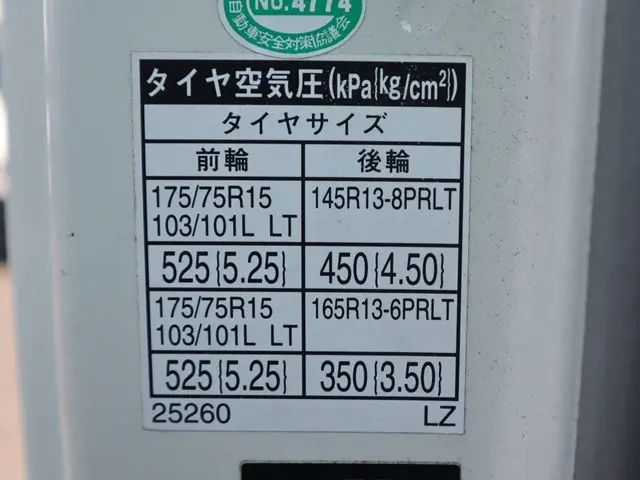 No.4774
自動車安全対策協議会
タイヤ空気圧(kPa{kg/cm²})
タイヤサイズ
前輪 後輪
175/75R15 145R13-8PRLT
103/101L LT
525{5.25} 450{4.50}
175/75R15 165R13-6PRLT
103/101L LT
525{5.25} 350{3.50}
25260 LZ